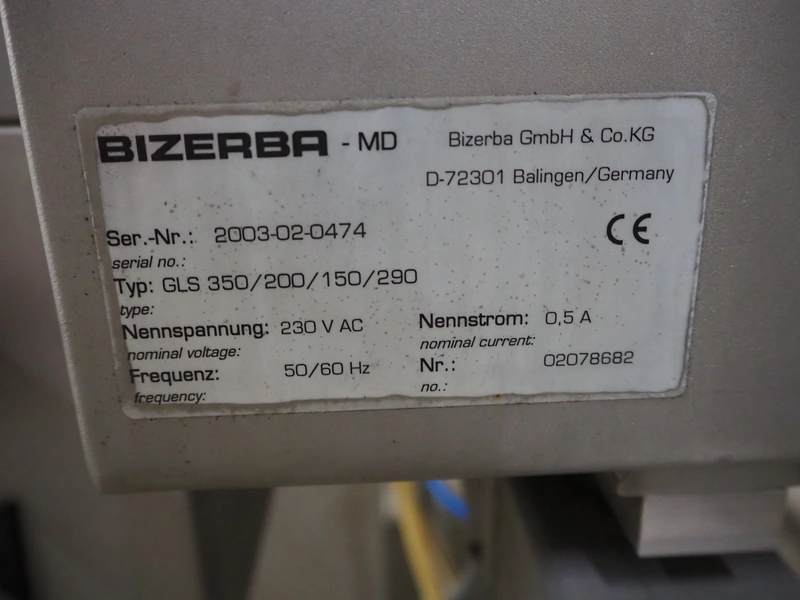 BIZERBA - MD Bizerba GmbH & Co.KG
D-72301 Balingen/Germany
Ser.-Nr.: 2003-02-0474 CE
serial no.:
Typ: GLS 350/200/150/290
type:
Nennspannung: 230 V AC Nennstrom: 0,5 A
nominal voltage: nominal current:
Frequenz: 50/60 Hz Nr.: 02078682
frequency: no.: